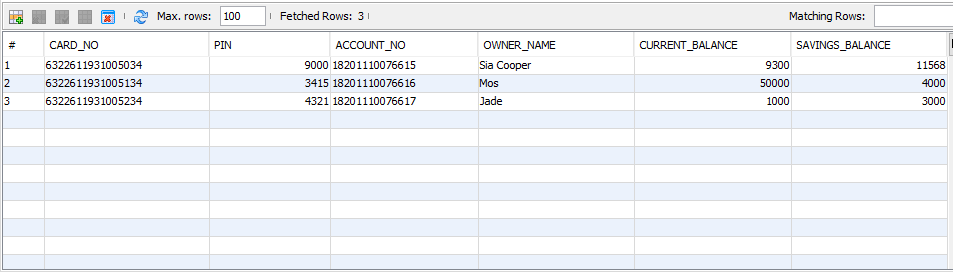 Max. rows: 100 Fetched Rows: 3 Matching Rows:
# CARD_NO PIN ACCOUNT_NO OWNER_NAME CURRENT_BALANCE SAVINGS_BALANCE
1 6322611931005034 9000 18201110076615 Sia Cooper 9300 11568
2 6322611931005134 3415 18201110076616 Mos 50000 4000
3 6322611931005234 4321 18201110076617 Jade 1000 3000